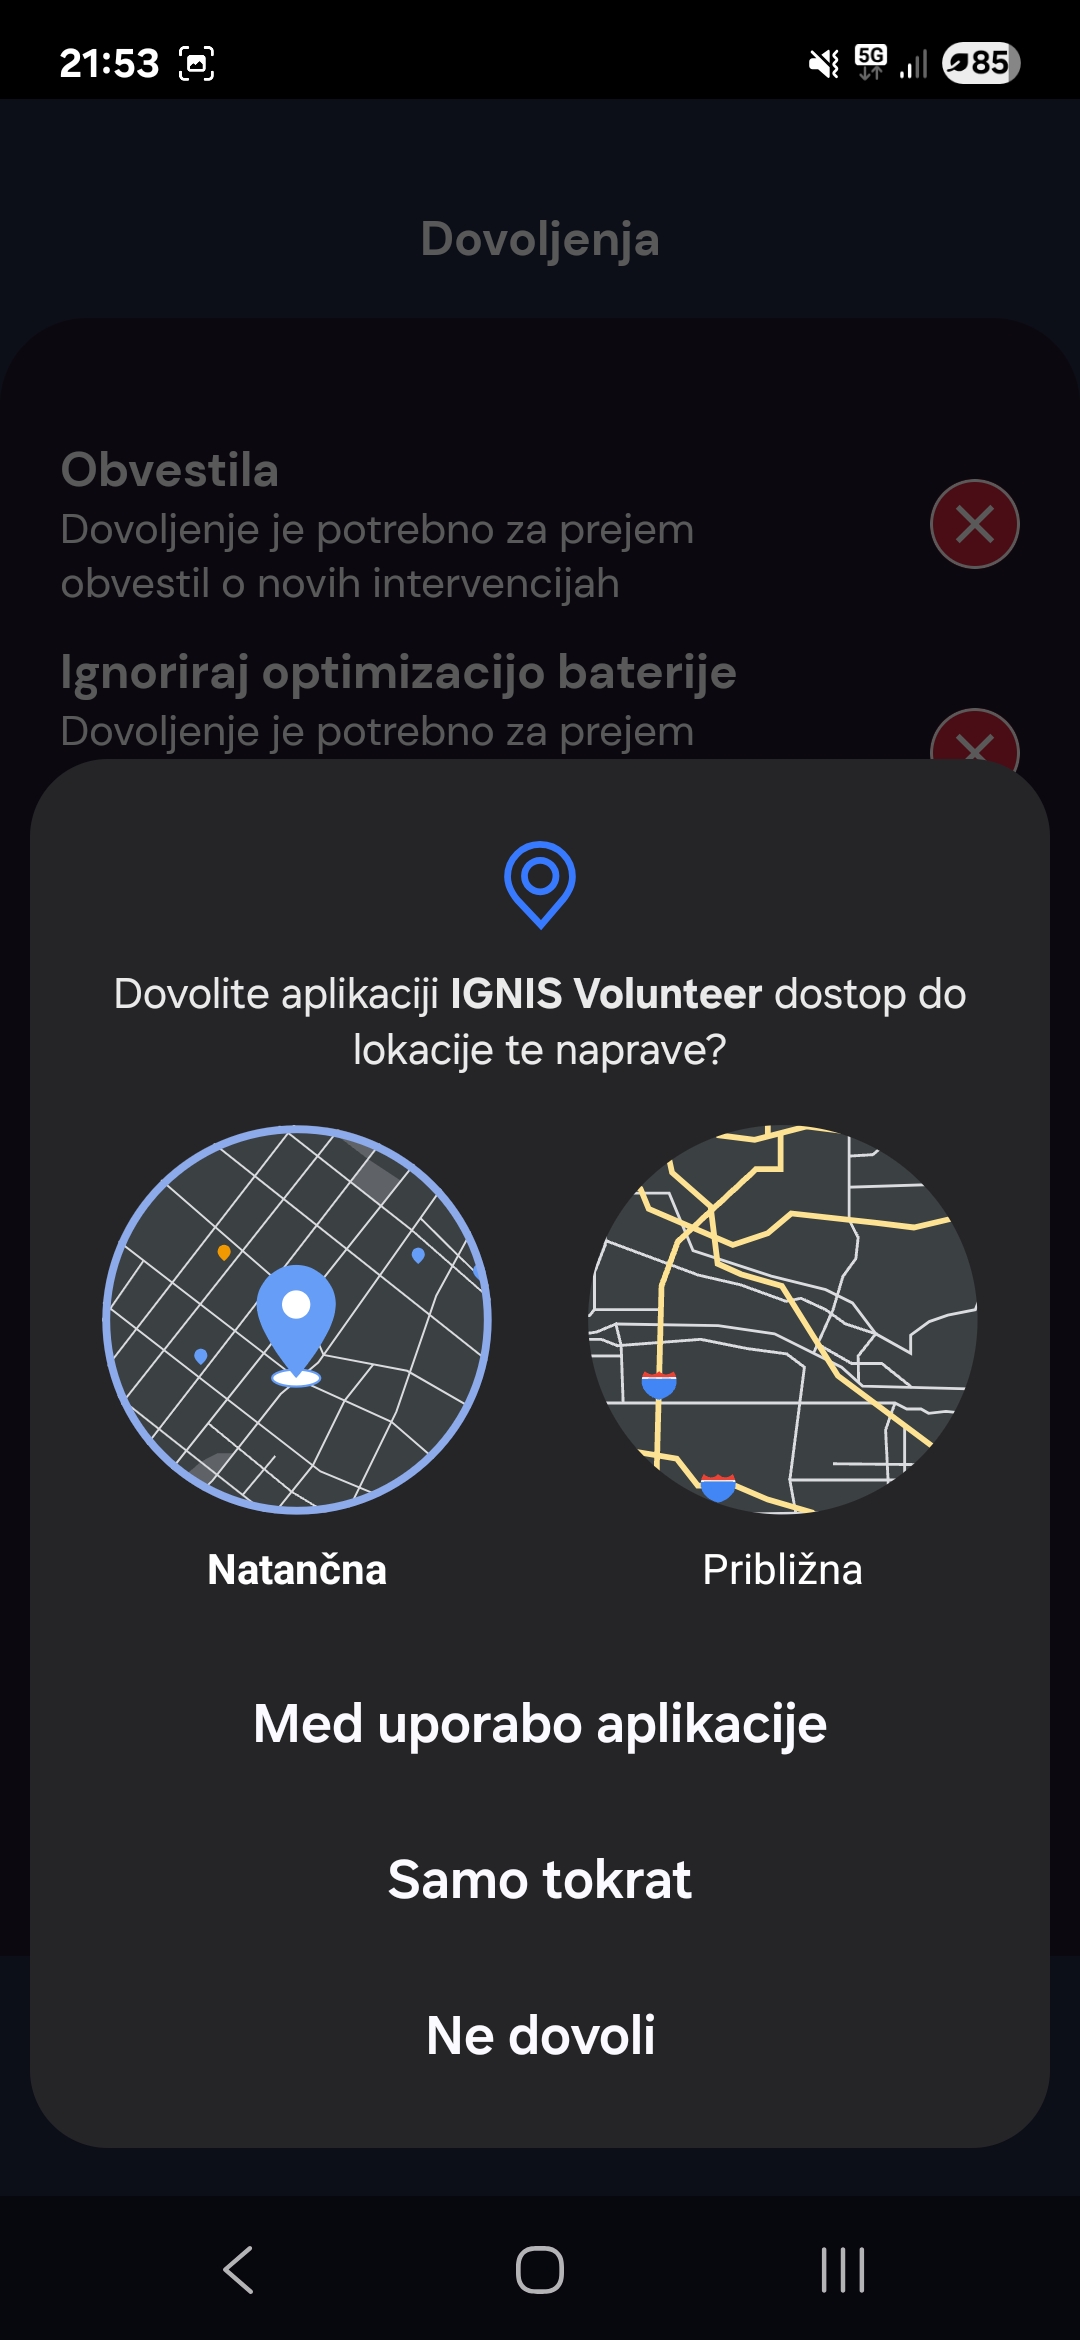 21:53
5G
85
Dovoljenja
Obvestila
Dovoljenje je potrebno za prejem
obvestil o novih intervencijah
Ignoriraj optimizacijo baterije
Dovoljenje je potrebno za prejem
Dovolite aplikaciji IGNIS Volunteer dostop do
lokacije te naprave?
Natančna
Približna
Med uporabo aplikacije
Samo tokrat
Ne dovoli